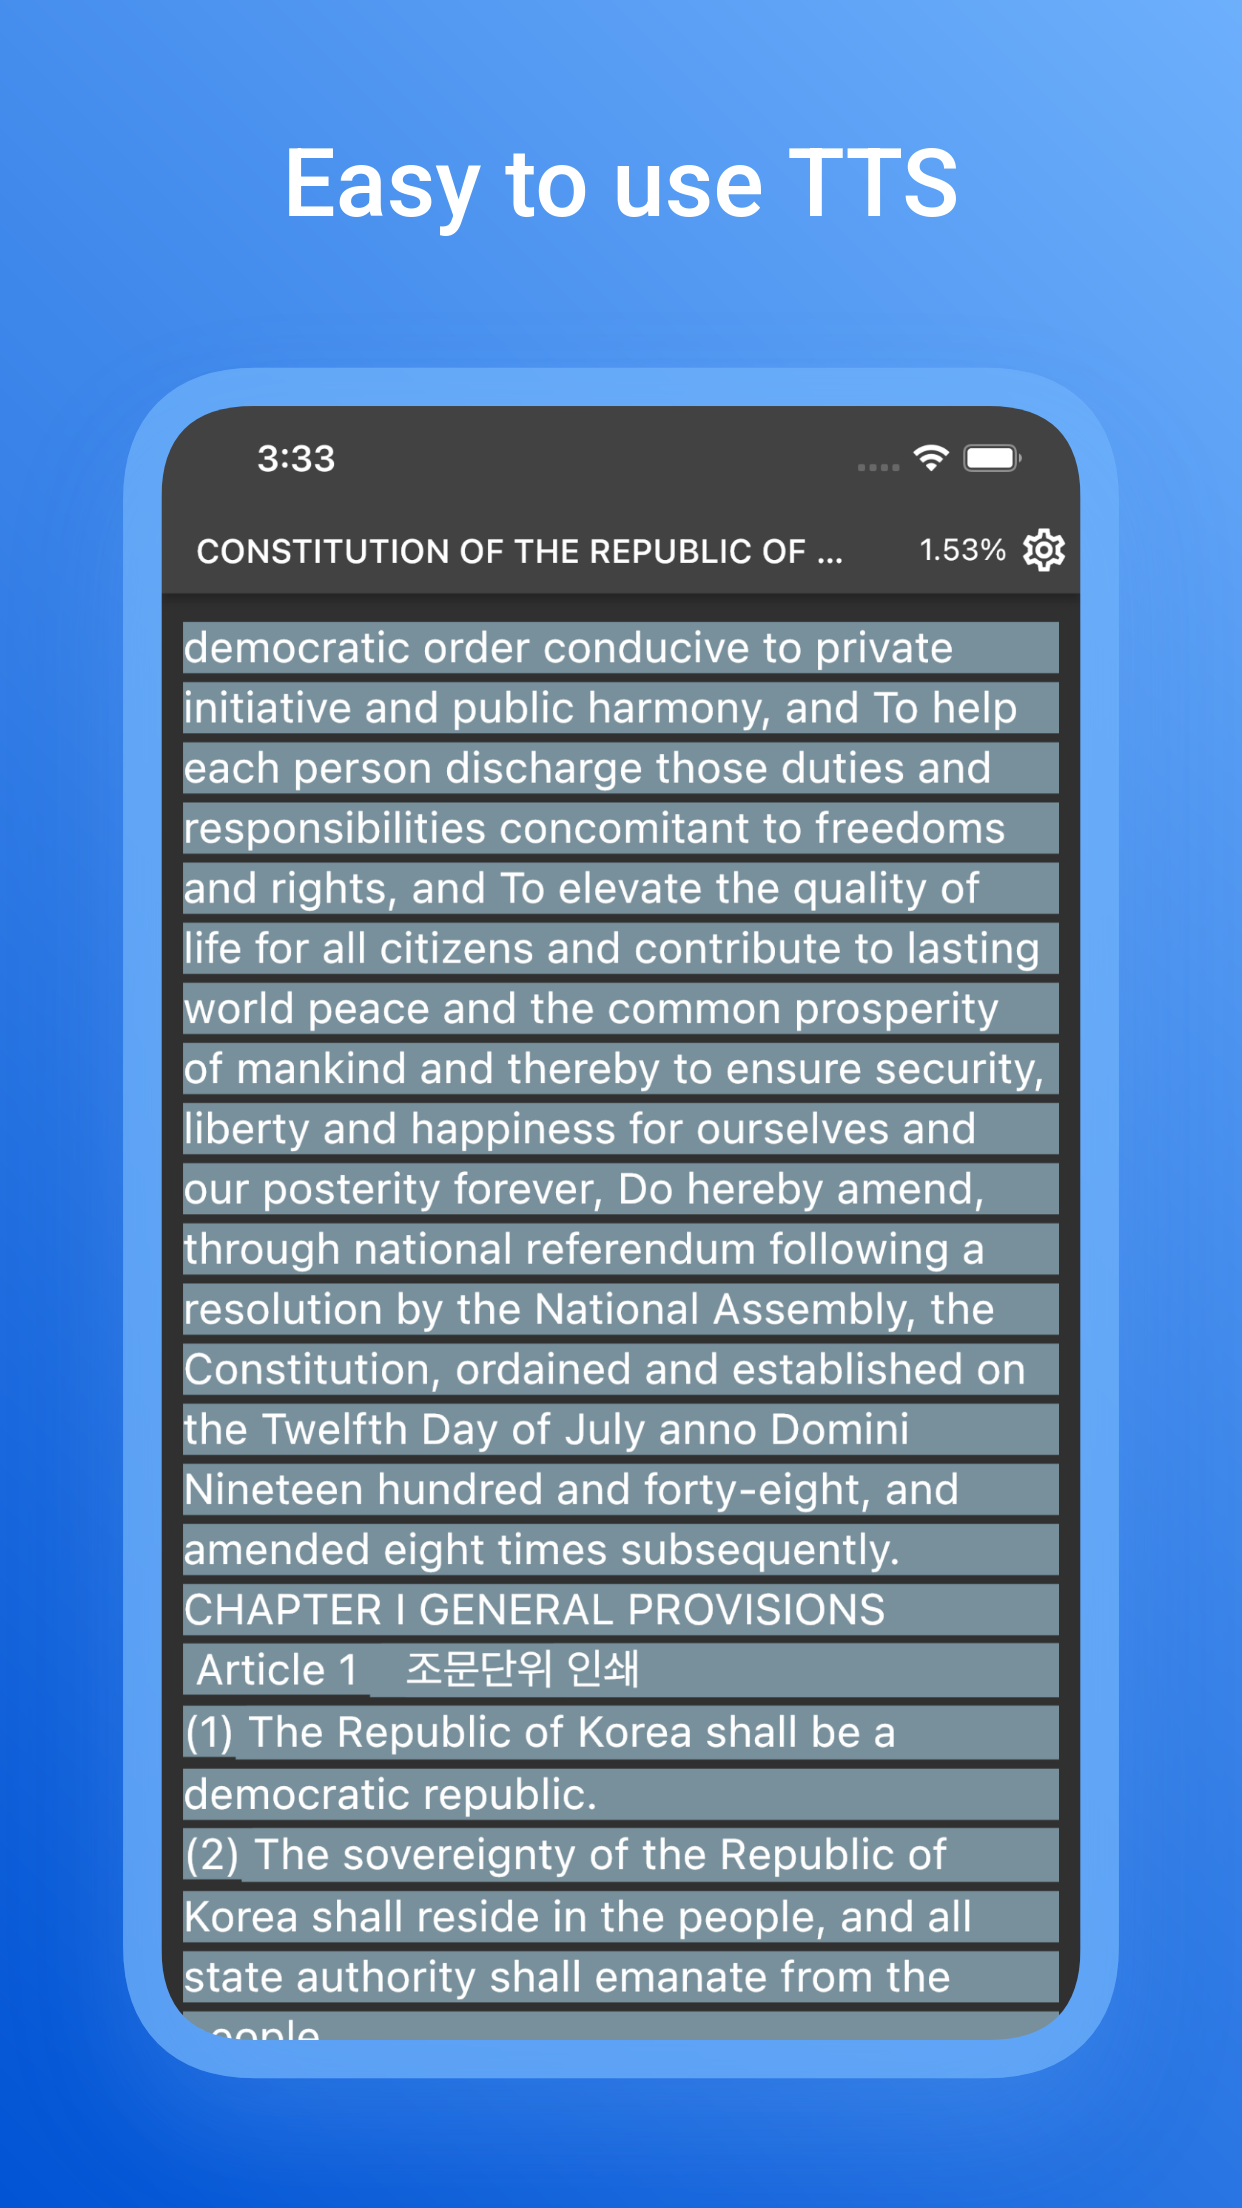 Easy to use TTS
3:33
CONSTITUTION OF THE REPUBLIC OF ... 1.53%
democratic order conducive to private
initiative and public harmony, and To help
each person discharge those duties and
responsibilities concomitant to freedoms
and rights, and To elevate the quality of
life for all citizens and contribute to lasting
world peace and the common prosperity
of mankind and thereby to ensure security,
liberty and happiness for ourselves and
our posterity forever, Do hereby amend,
through national referendum following a
resolution by the National Assembly, the
Constitution, ordained and established on
the Twelfth Day of July anno Domini
Nineteen hundred and forty-eight, and
amended eight times subsequently.
CHAPTER I GENERAL PROVISIONS
Article 1 조문단위 인쇄
(1) The Republic of Korea shall be a
democratic republic.
(2) The sovereignty of the Republic of
Korea shall reside in the people, and all
state authority shall emanate from the